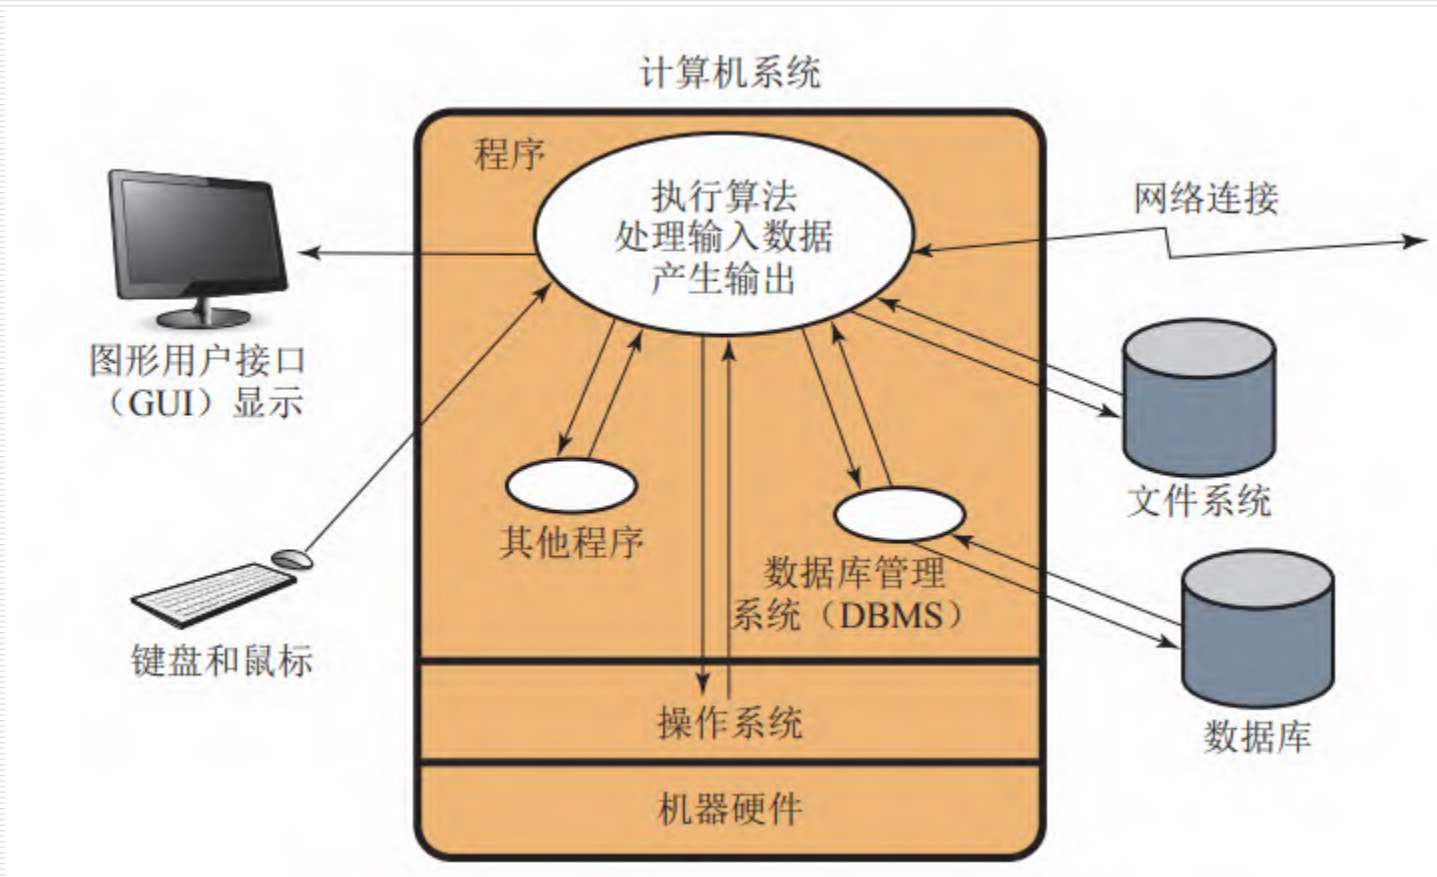 计算机系统
程序
执行算法
处理输入数据
产生输出
网络连接
图形用户接口
（GUI）显示
文件系统
其他程序
数据库管理
系统（DBMS）
键盘和鼠标
操作系统
数据库
机器硬件